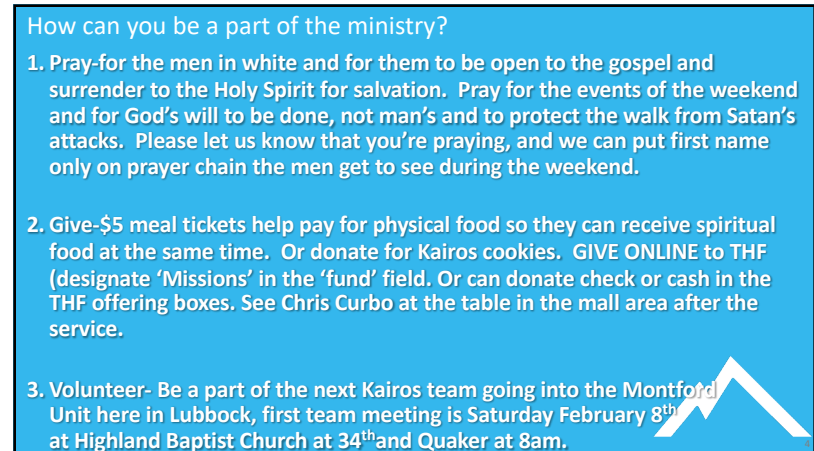 How can you be a part of the ministry?
1. Pray-for the men in white and for them to be open to the gospel and
surrender to the Holy Spirit for salvation.  Pray for the events of the weekend
and for God's will to be done, not man's and to protect the walk from Satan's
attacks.  Please let us know that you're praying, and we can put first name
only on prayer chain the men get to see during the weekend.
2. Give-$5 meal tickets help pay for physical food so they can receive spiritual
food at the same time.  Or donate for Kairos cookies.  GIVE ONLINE to THF
(designate 'Missions' in the 'fund' field. Or can donate check or cash in the
THF offering boxes. See Chris Curbo at the table in the mall area after the
service.
3. Volunteer- Be a part of the next Kairos team going into the Montford
Unit here in Lubbock, first team meeting is Saturday February 8th
at Highland Baptist Church at 34thand Quaker at 8am.
4